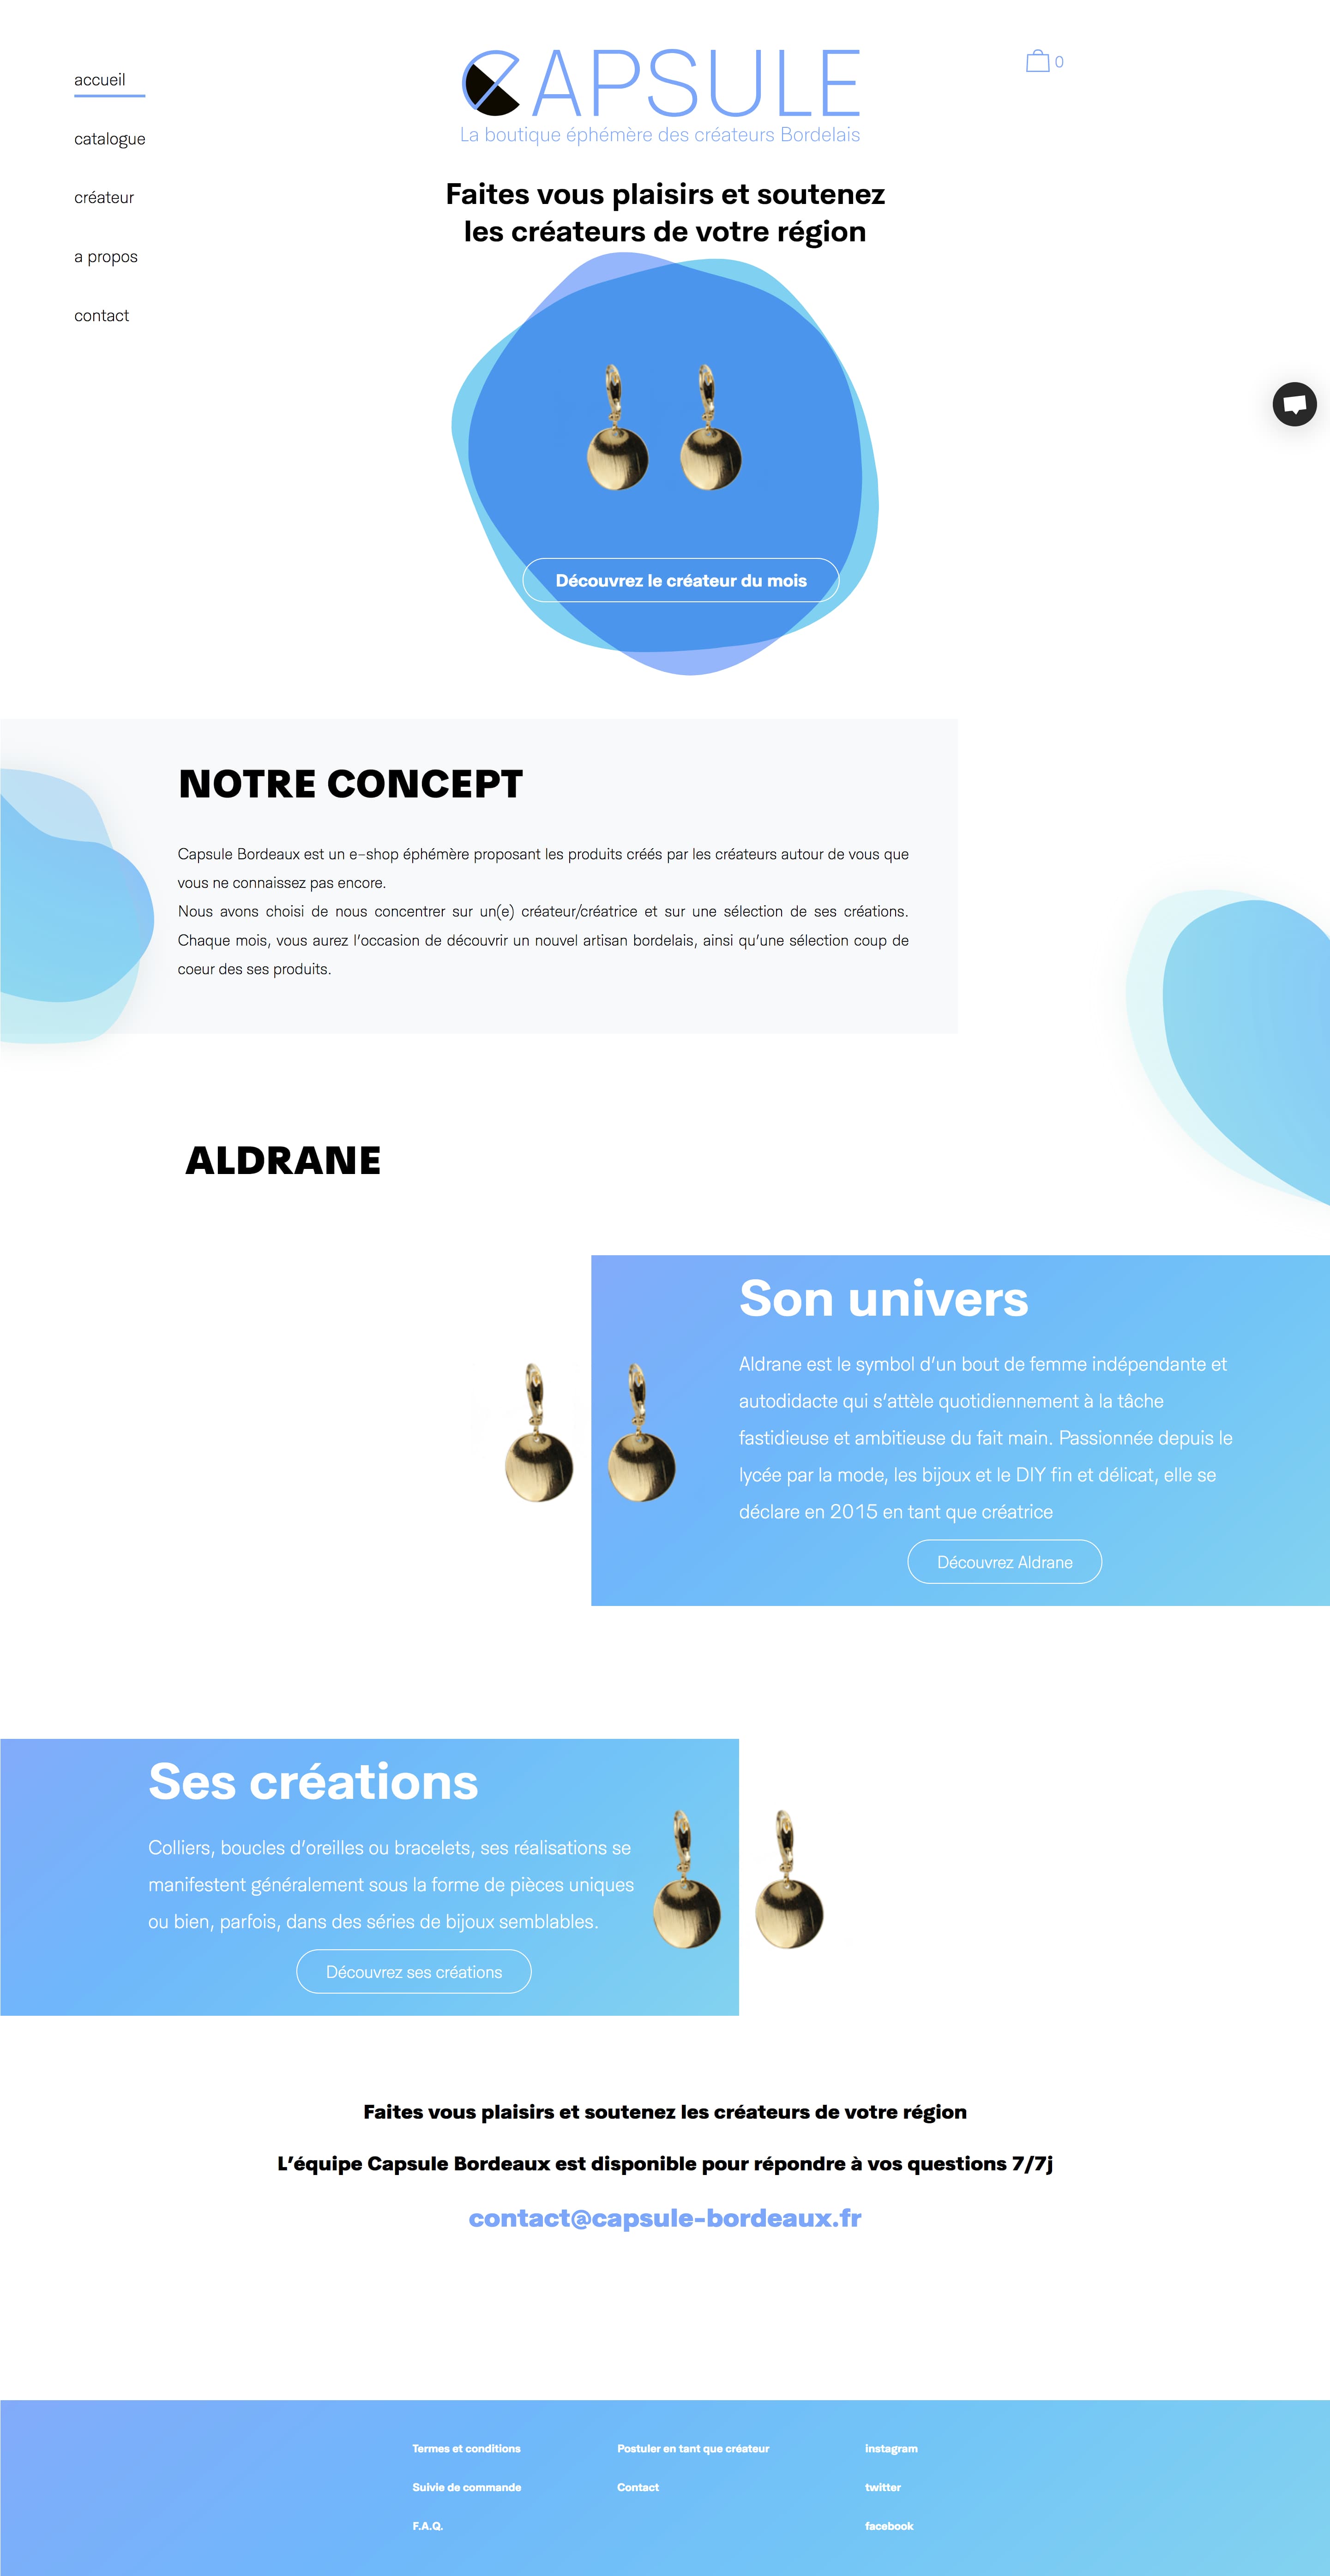 accueil
catalogue
créateur
a propos
contact
CAPSULE
La boutique éphémère des créateurs Bordelais
0
Faites vous plaisirs et soutenez
les créateurs de votre région
Découvrez le créateur du mois
NOTRE CONCEPT
Capsule Bordeaux est un e-shop éphémère proposant les produits créés par les créateurs autour de vous que
vous ne connaissez pas encore.
Nous avons choisi de nous concentrer sur un(e) créateur/créatrice et sur une sélection de ses créations.
Chaque mois, vous aurez l’occasion de découvrir un nouvel artisan bordelais, ainsi qu’une sélection coup de
coeur des ses produits.
ALDRANE
Son univers
Aldrane est le symbol d’un bout de femme indépendante et
autodidacte qui s’attèle quotidiennement à la tâche
fastidieuse et ambitieuse du fait main. Passionnée depuis le
lycée par la mode, les bijoux et le DIY fin et délicat, elle se
déclare en 2015 en tant que créatrice
Découvrez Aldrane
Ses créations
Colliers, boucles d’oreilles ou bracelets, ses réalisations se
manifestent généralement sous la forme de pièces uniques
ou bien, parfois, dans des séries de bijoux semblables.
Découvrez ses créations
Faites vous plaisirs et soutenez les créateurs de votre région
L’équipe Capsule Bordeaux est disponible pour répondre à vos questions 7/7j
contact@capsule-bordeaux.fr
Termes et conditions
Suivie de commande
F.A.Q.
Postuler en tant que créateur
Contact
instagram
twitter
facebook